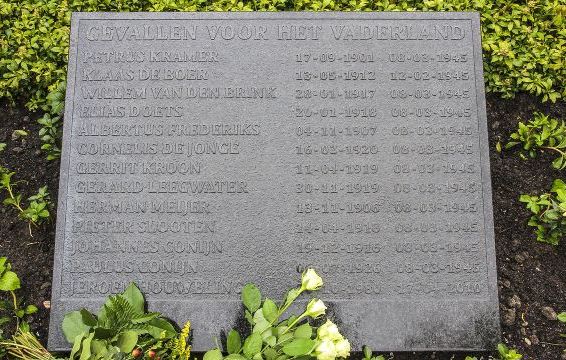 GEVALLEN VOOR HET VADERLAND
PETRUS KRAMER 17-09-1901 08-03-1945
KLAAS DE BOER 13-05-1912 12-02-1945
WILLEM VAN DEN BRINK 28-01-1917 08-03-1945
ELIAS DOETS 20-01-1918 08-03-1945
ALBERTUS FREDERIKS 04-11-1907 08-03-1945
CORNELIS DE JONGE 16-03-1920 08-03-1945
GERRIT KROON 11-04-1919 08-03-1945
GERARD LEEGWATER 30-11-1919 08-03-1945
HERMAN MEIJER 13-11-1906 08-03-1945
PIETER SLOOTEN 24-04-1918 08-03-1945
JOHANNES CONIJN 19-12-1916 08-03-1945
PAULUS CONIJN 08-03-1945
JEROEN HOUWELING